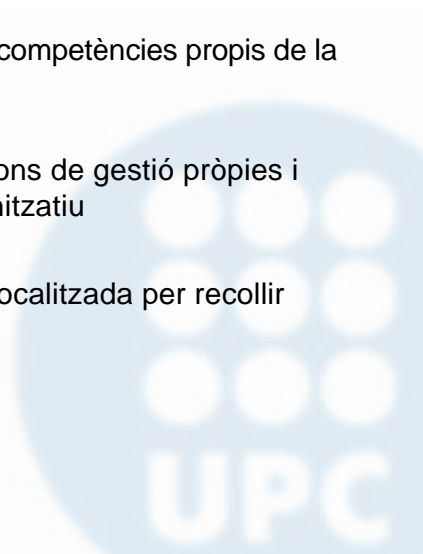 competències propis de la
ons de gestió pròpies i
nitzatiu
ocalitzada per recollir
UPC